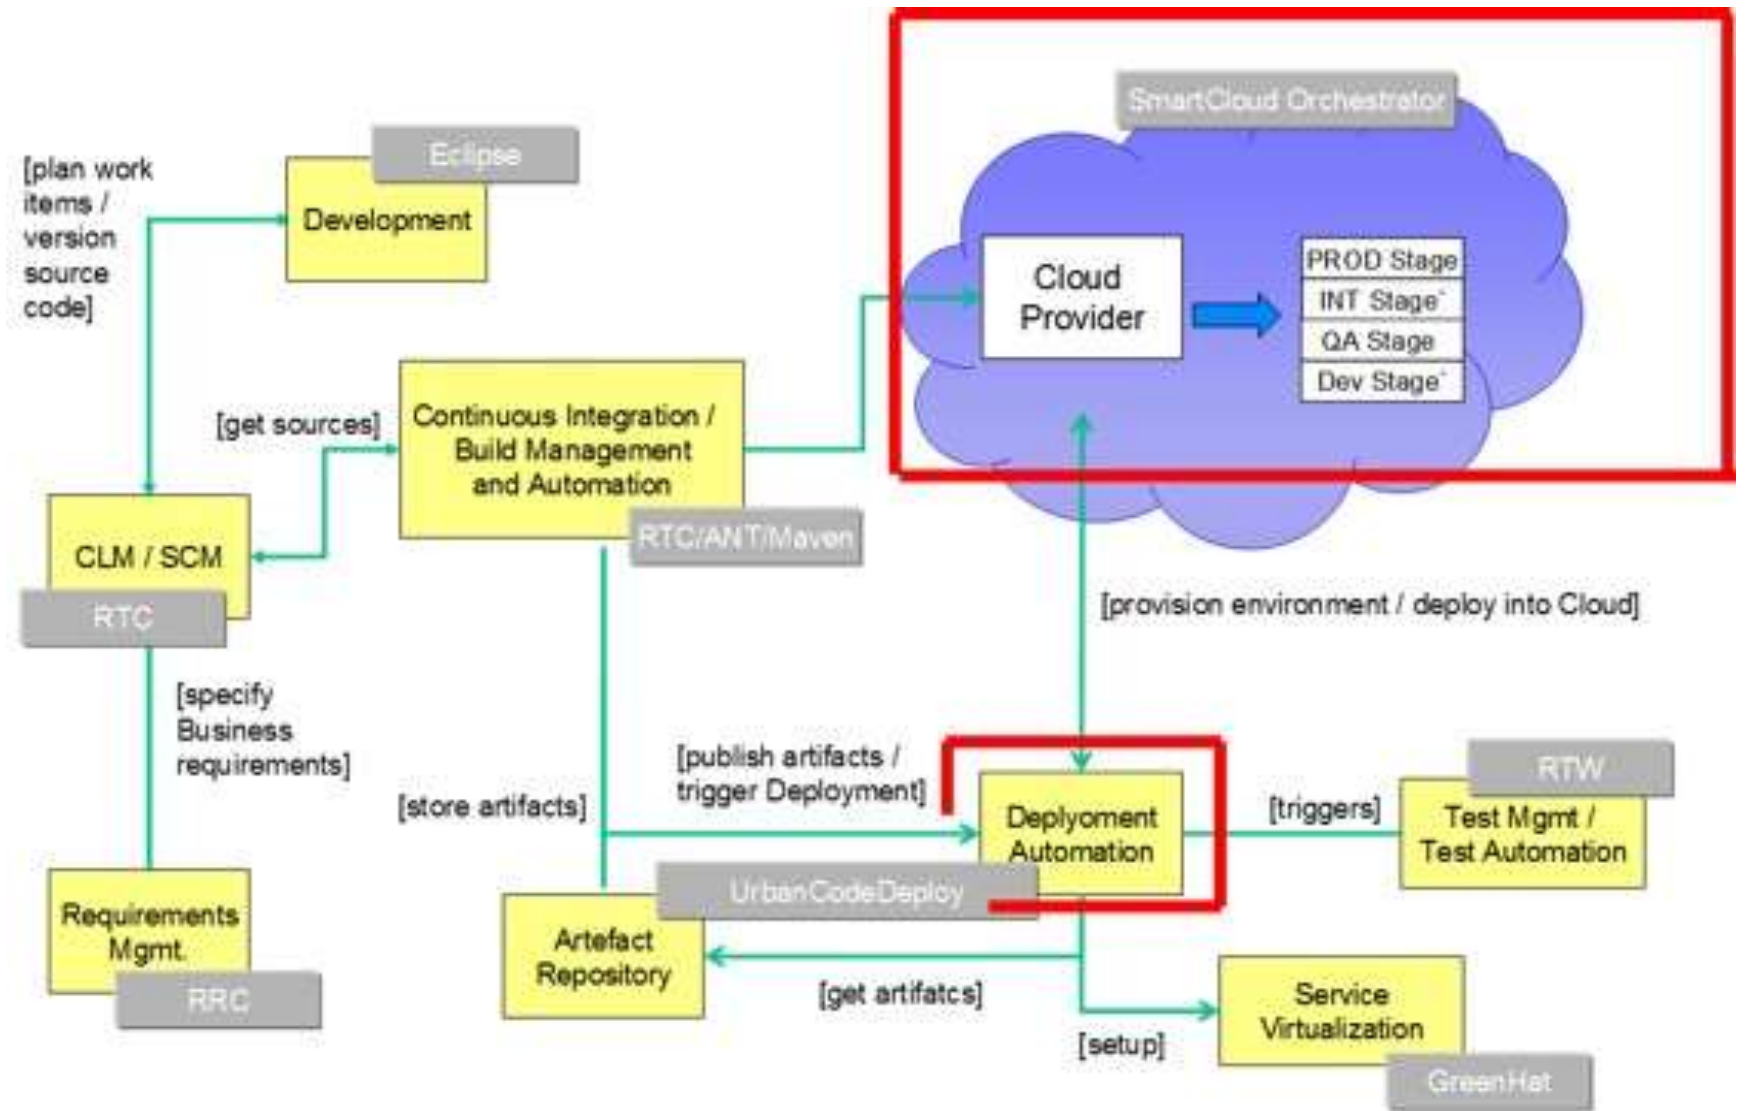 SmartCloud Orchestrator
Eclipse
[plan work
items /
version
source
code]
Development
Cloud
Provider
PROD Stage
INT Stage*
QA Stage
Dev Stage*
[get sources]
Continuous Integration /
Build Management
and Automation
RTC/ANT/Maven
CLM / SCM
RTC
[provision environment / deploy into Cloud]
[specify
Business
requirements]
[publish artifacts /
trigger Deployment]
[store artifacts]
Deplyoment
Automation
[triggers]
RTW
Test Mgmt /
Test Automation
UrbanCodeDeploy
Requirements
Mgmt.
RRC
Artefact
Repository
[get artifatcs]
[setup]
Service
Virtualization
GreenHat